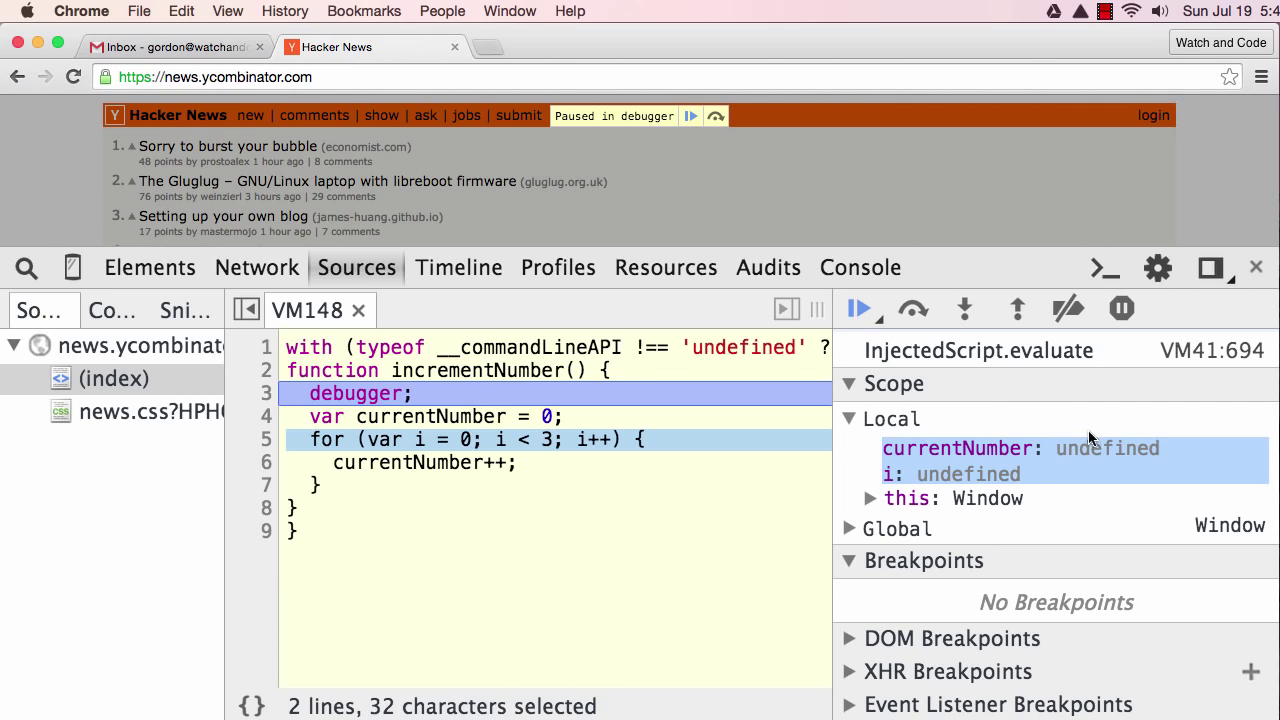 Chrome File Edit View History Bookmarks People Window Help Sun Jul 19 5:4
Inbox - gordon@watchand
Hacker News
Watch and Code
https://news.ycombinator.com
Y Hacker News new | comments | show | ask | jobs | submit Paused in debugger login
1. Sorry to burst your bubble (economist.com)
48 points by prostoalex 1 hour ago | 8 comments
2. The Gluglug – GNU/Linux laptop with libreboot firmware (gluglug.org.uk)
76 points by weinzierl 3 hours ago | 29 comments
3. Setting up your own blog (james-huang.github.io)
17 points by mastermojo 1 hour ago | 7 comments
Elements Network Sources Timeline Profiles Resources Audits Console
So... Co... Sni... VM148
news.ycombinat
(index)
news.css?HPH
1 with (typeof __commandLineAPI !== 'undefined' ?
2 function incrementNumber() {
3 debugger;
4 var currentNumber = 0;
5 for (var i = 0; i < 3; i++) {
6 currentNumber++;
7 }
8 }
9 }
{} 2 lines, 32 characters selected
InjectedScript.evaluate VM41:694
Scope
Local
currentNumber: undefined
i: undefined
this: Window
Global Window
Breakpoints
No Breakpoints
DOM Breakpoints
XHR Breakpoints +
Event Listener Breakpoints